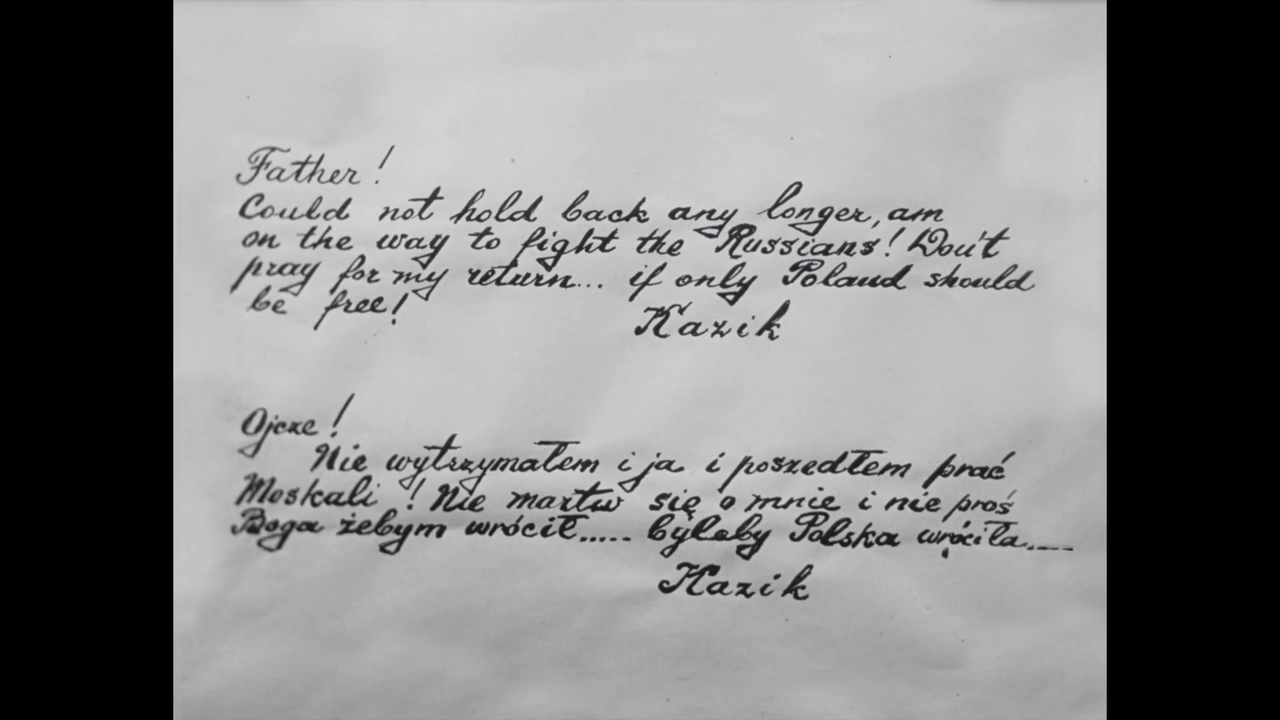 Father!
Could not hold back any longer, am
on the way to fight the Russians! Don't
pray for my return... if only Poland should
be free!
Kazik
Ojcze!
Nie wytrzymałem i ja i poszedłem prać
Moskali! Nie martw się o mnie i nie proś
Boga żebym wrócił..... byleby Polska wróciła....
Kazik